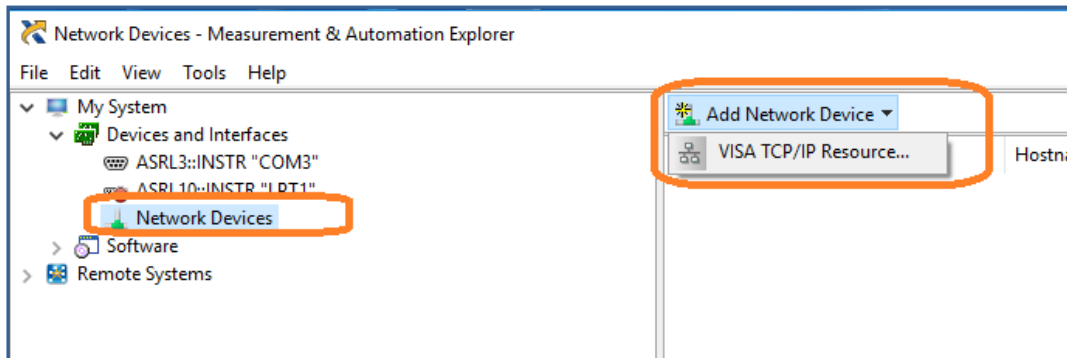 Network Devices - Measurement & Automation Explorer
File Edit View Tools Help
My System
Devices and Interfaces
ASRL3::INSTR "COM3"
ASRL10::INSTR "LPT1"
Network Devices
Software
Remote Systems
Add Network Device
VISA TCP/IP Resource...
Hostna